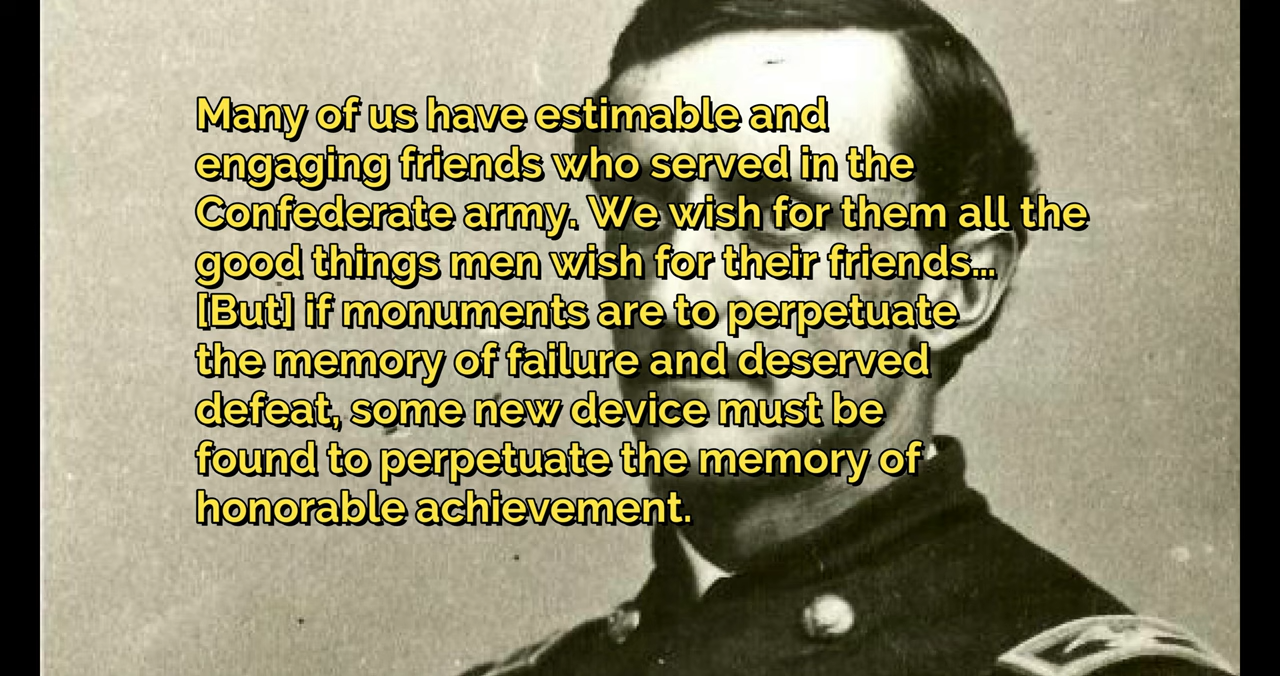 Many of us have estimable and
engaging friends who served in the
Confederate army. We wish for them all the
good things men wish for their friends...
[But] if monuments are to perpetuate
the memory of failure and deserved
defeat, some new device must be
found to perpetuate the memory of
honorable achievement.